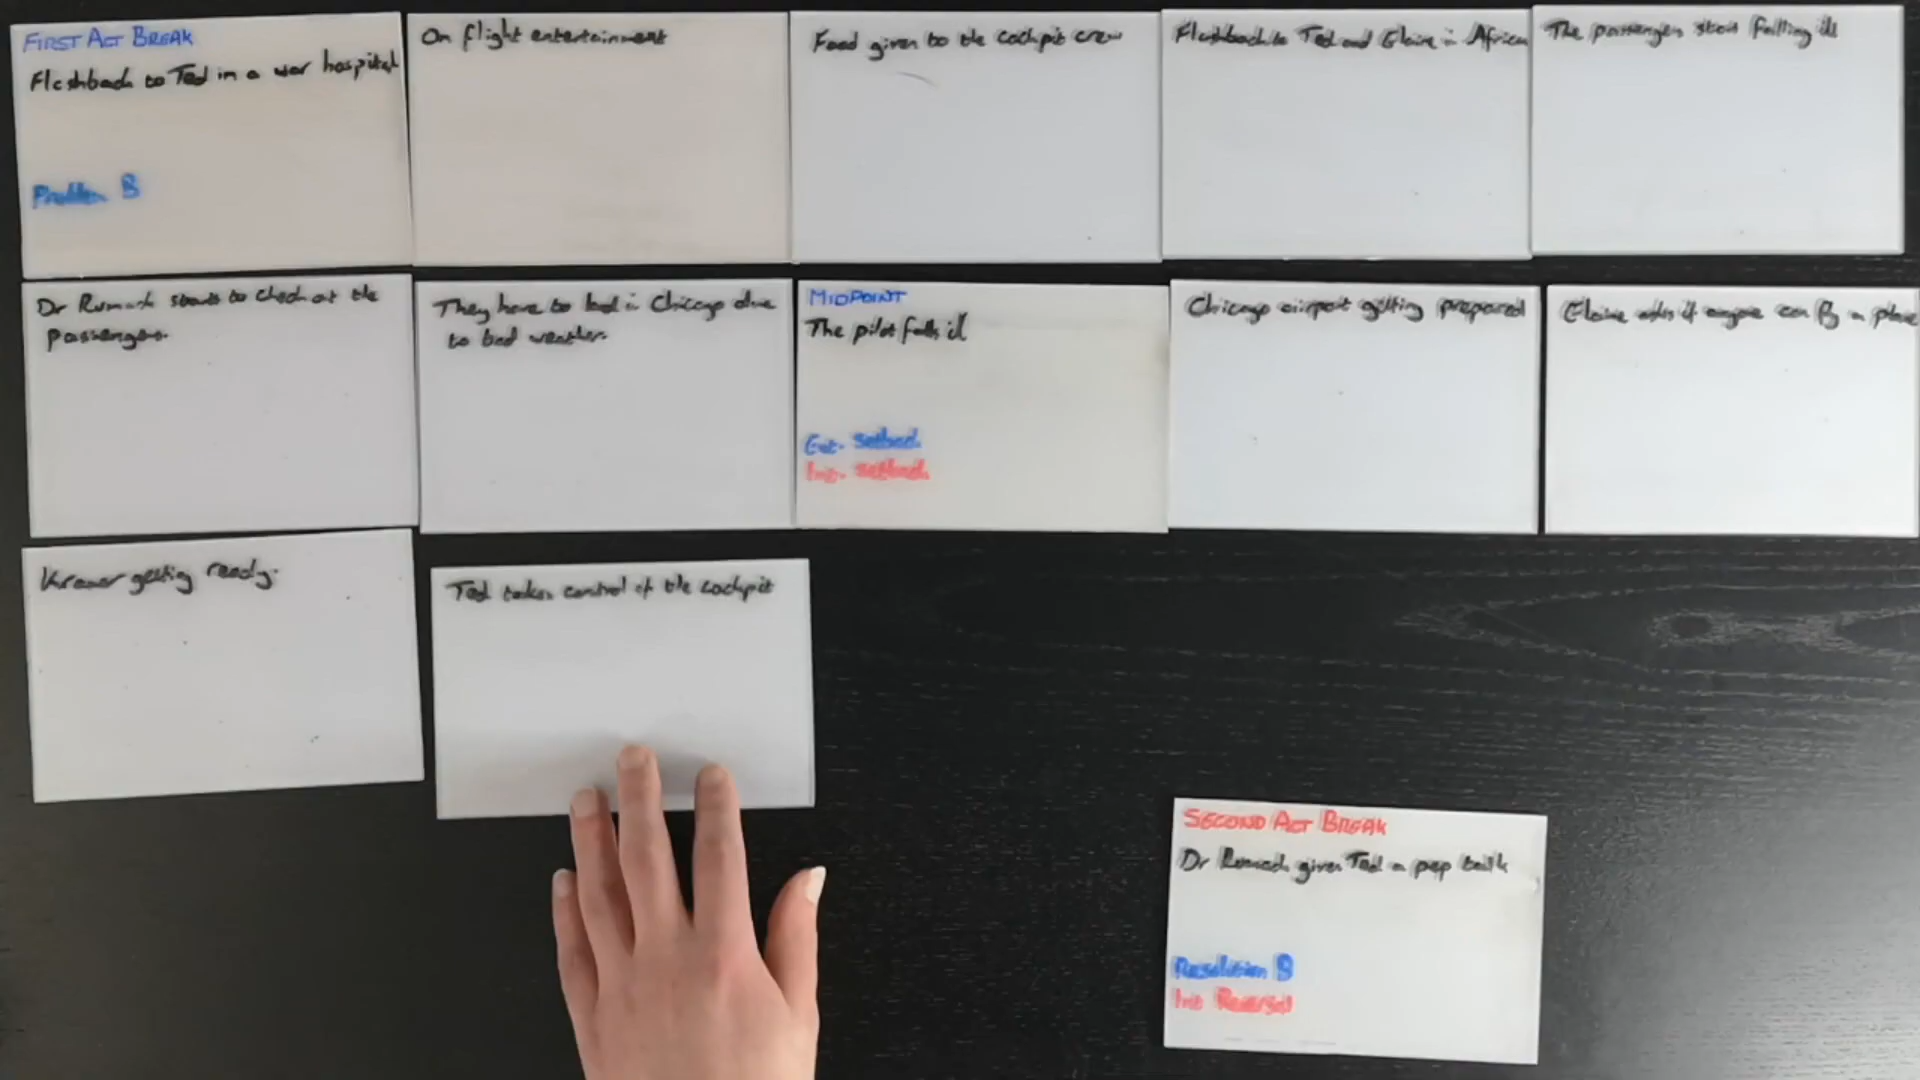 FIRST ACT BREAK
Flashback to Ted in a war hospital
Problem B
On flight entertainment
Food given to the cockpit crew
Flashback to Ted and Elaine in Africa
The passengers start falling ill
Dr Rumack starts to check on the
passengers.
They have to land in Chicago due
to bad weather.
MIDPOINT
The pilot falls ill
Ext. setback
Int. setback
Chicago airport getting prepared
Elaine asks if anyone can fly a plane
Kramer getting ready.
Ted takes control of the cockpit
SECOND ACT BREAK
Dr Rumack gives Ted a pep talk
Resolution B
Int Reversal